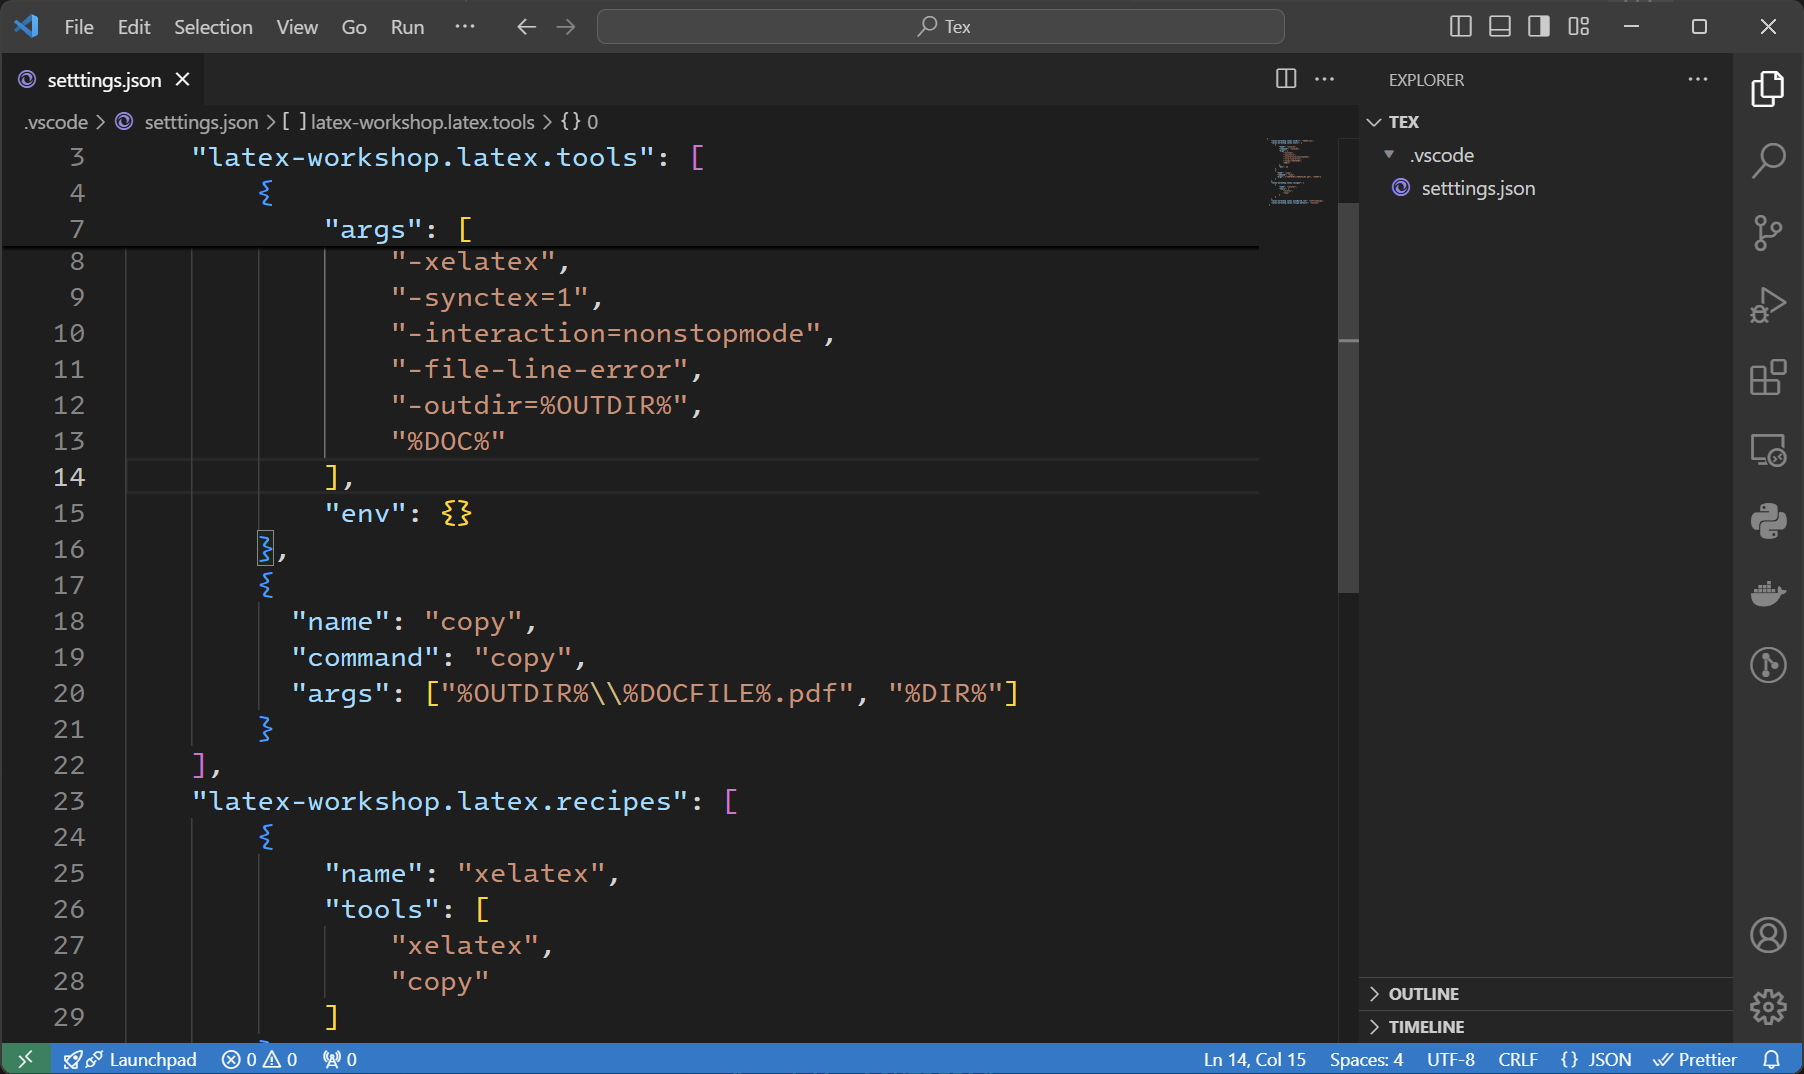 File Edit Selection View Go Run ··· Tex
setttings.json
.vscode > setttings.json > [ ] latex-workshop.latex.tools > {} 0
3 "latex-workshop.latex.tools": [
4 {
7 "args": [
8 "-xelatex",
9 "-synctex=1",
10 "-interaction=nonstopmode",
11 "-file-line-error",
12 "-outdir=%OUTDIR%",
13 "%DOC%"
14 ],
15 "env": {}
16 },
17 {
18 "name": "copy",
19 "command": "copy",
20 "args": ["%OUTDIR%\\%DOCFILE%.pdf", "%DIR%"]
21 }
22 ],
23 "latex-workshop.latex.recipes": [
24 {
25 "name": "xelatex",
26 "tools": [
27 "xelatex",
28 "copy"
29 ]
EXPLORER
TEX
.vscode
setttings.json
OUTLINE
TIMELINE
Launchpad 0 0 0 Ln 14, Col 15 Spaces: 4 UTF-8 CRLF {} JSON Prettier